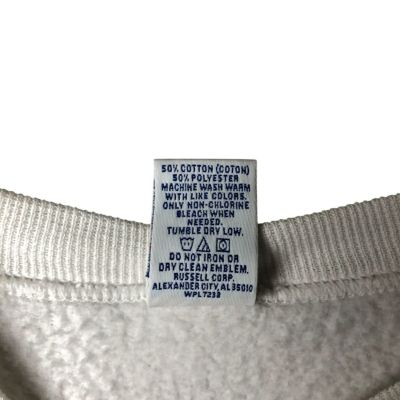 50% COTTON (COTON)
50% POLYESTER
MACHINE WASH WARM
WITH LIKE COLORS.
ONLY NON-CHLORINE
BLEACH WHEN
NEEDED.
TUMBLE DRY LOW.
DO NOT IRON OR
DRY CLEAN EMBLEM.
RUSSELL CORP.
ALEXANDER CITY, AL 35010
WPL7238